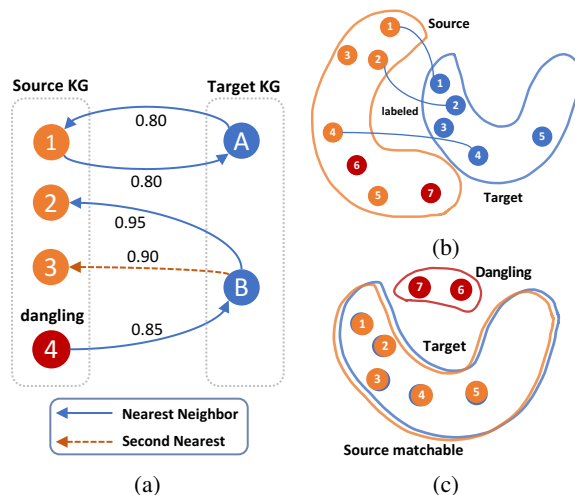 Source KG
Target KG
0.80
1
A
0.80
2
0.95
3
0.90
B
dangling
4
0.85
Nearest Neighbor
Second Nearest
(a)
Source
1
2
3
1
2
labeled
3
4
4
5
6
5
7
Target
(b)
Dangling
7
6
1
Target
2
3
4
5
Source matchable
(c)